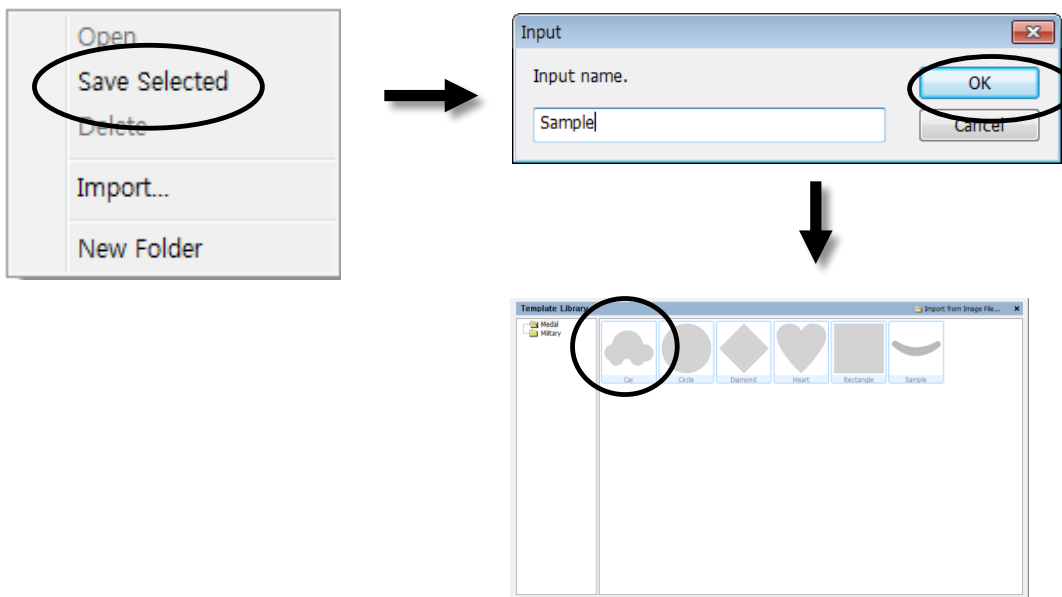 Open
Save Selected
Delete
Import...
New Folder
Input
Input name.
OK
Sample
Cancel
Template Library
Import from Image File...
Medal
Military
Car
Circle
Diamond
Heart
Rectangle
Sample